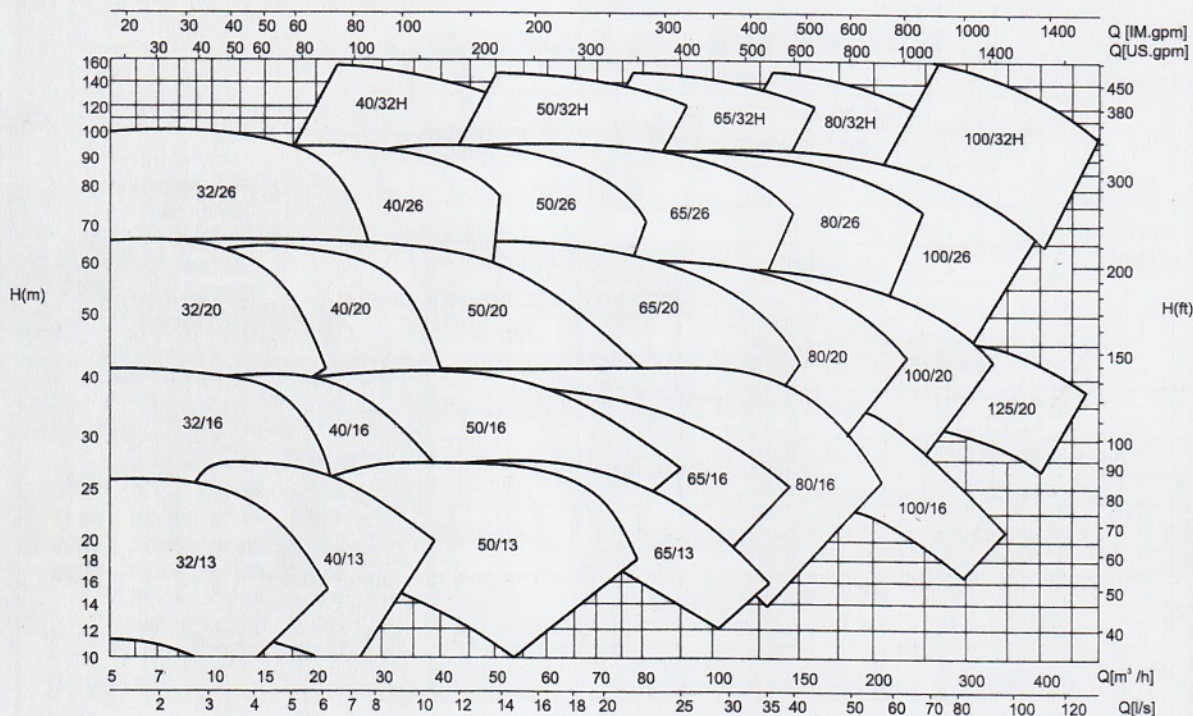 20 30 40 50 60 80 100 200 300 400 500 600 800 1000 1400 Q [IM.gpm]
30 40 50 60 80 100 200 300 400 500 600 800 1000 1400 Q[US.gpm]
160
140 450
120 40/32H 50/32H 65/32H 80/32H 380
100 100/32H
90
80 32/26 40/26 50/26 65/26 80/26 300
70
60 100/26 200
H(m) H(ft)
50 32/20 40/20 50/20 65/20
80/20 150
40 100/20
125/20
30 32/16 40/16 50/16 100
65/16 90
25 80/16 80
100/16
20 40/13 50/13 65/13 70
18 32/13 60
16
14 50
12 40
10
5 7 10 15 20 30 40 50 60 70 80 100 150 200 300 400 Q[m³ /h]
2 3 4 5 6 7 8 10 12 14 16 18 20 25 30 35 40 50 60 70 80 100 120 Q[l/s]